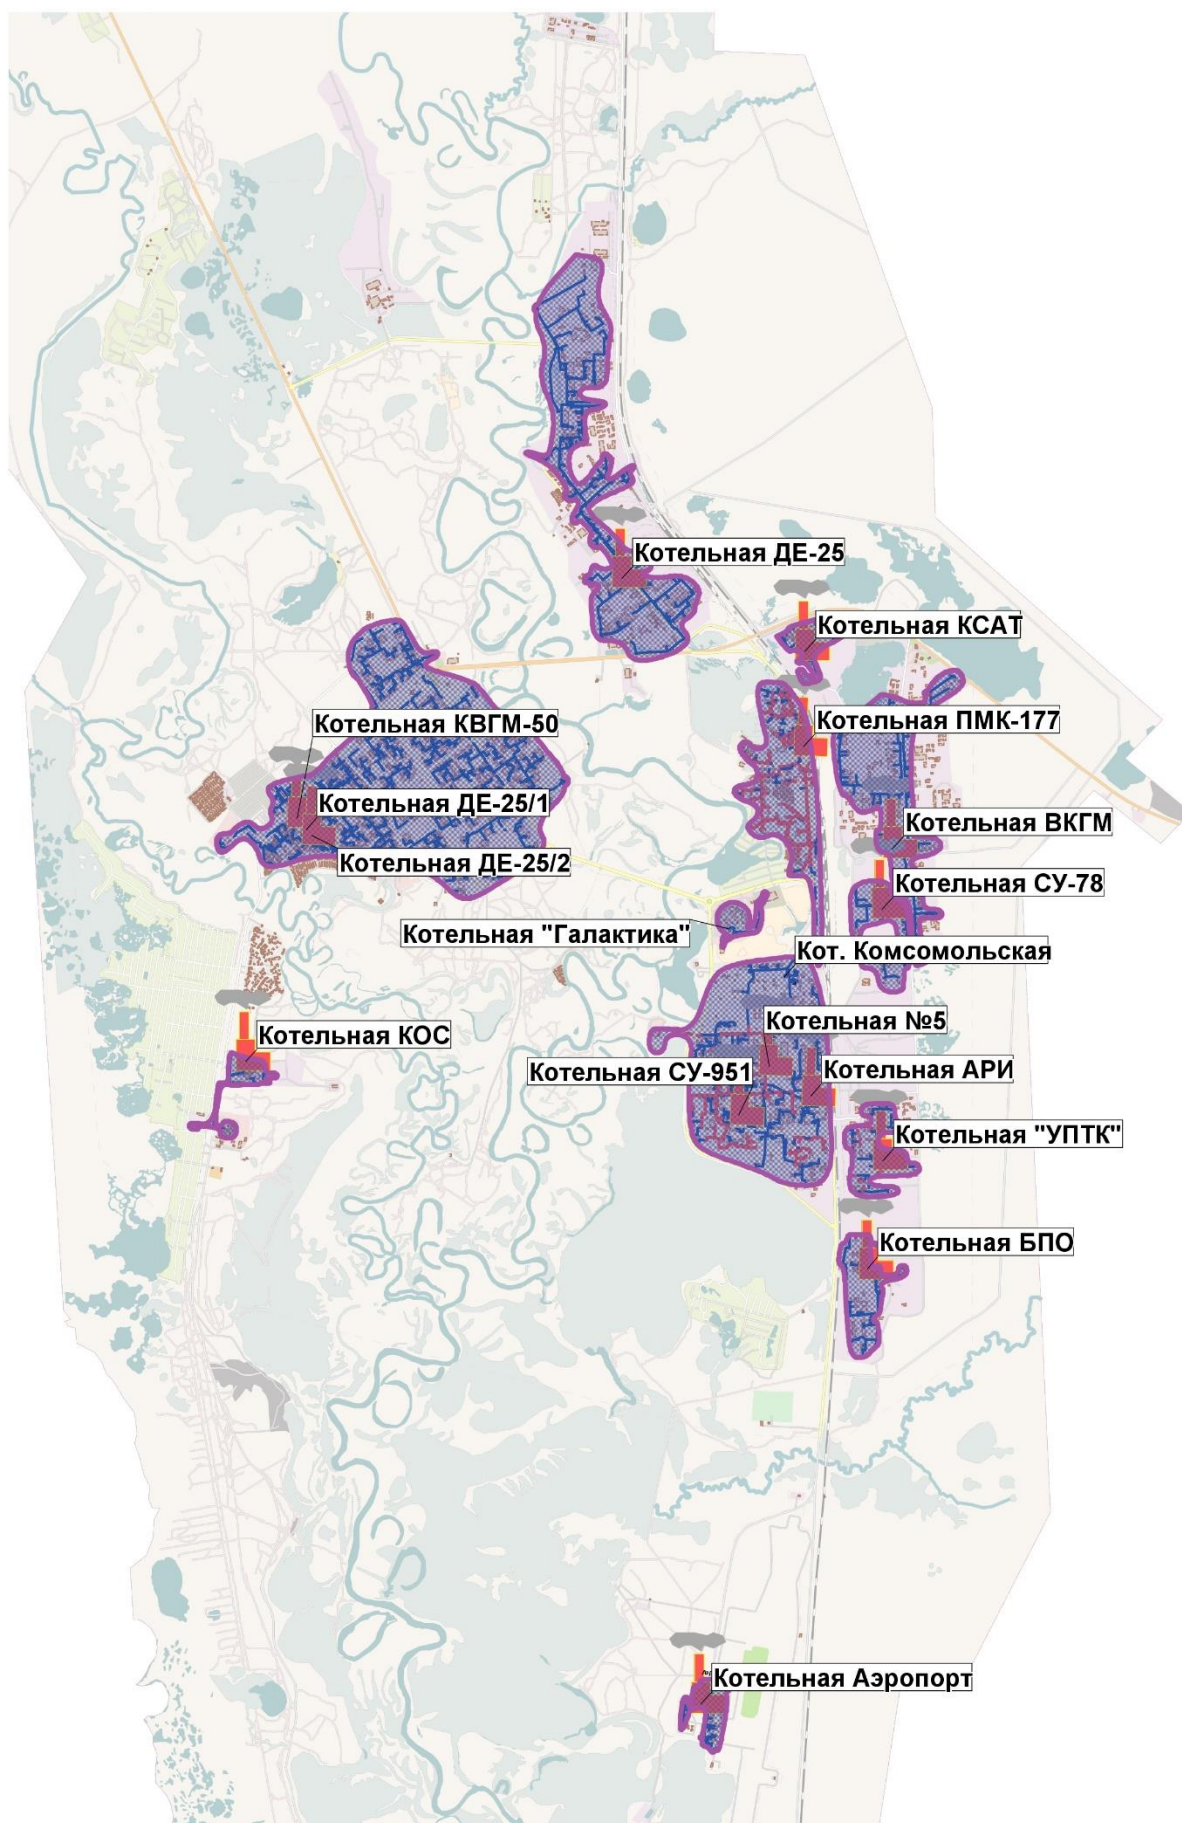 Котельная ДЕ-25
Котельная КСАТ
Котельная КВГМ-50
Котельная ПМК-177
Котельная ДЕ-25/1
Котельная ВКГМ
Котельная ДЕ-25/2
Котельная СУ-78
Котельная "Галактика"
Кот. Комсомольская
Котельная №5
Котельная КОС
Котельная СУ-951
Котельная АРИ
Котельная "УПТК"
Котельная БПО
Котельная Аэропорт